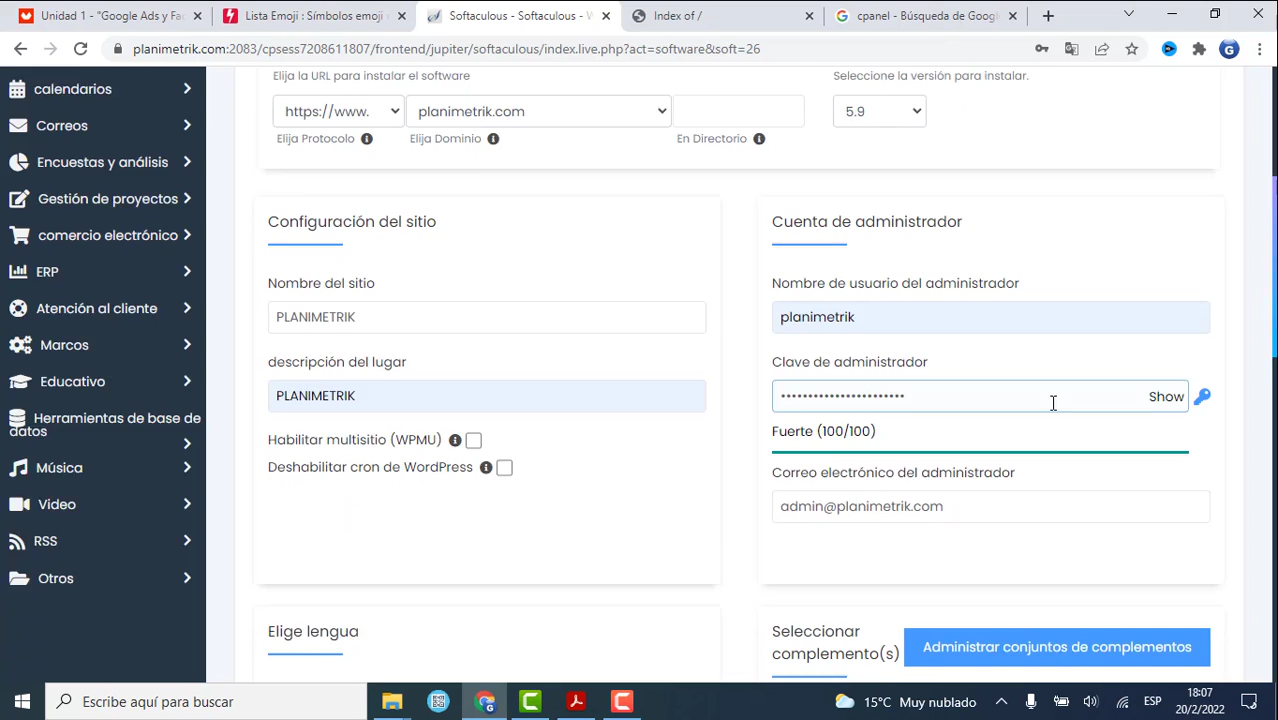 Unidad 1 - "Google Ads y Fac
Lista Emoji : Símbolos emoji
Softaculous - Softaculous - W
Index of /
cpanel - Búsqueda de Google
planimetrik.com:2083/cpsess7208611807/frontend/jupiter/softaculous/index.live.php?act=software&soft=26
calendarios
Correos
Encuestas y análisis
Gestión de proyectos
comercio electrónico
ERP
Atención al cliente
Marcos
Educativo
Herramientas de base de
datos
Música
Video
RSS
Otros
Elija la URL para instalar el software
https://www.
planimetrik.com
Elija Protocolo
Elija Dominio
En Directorio
Seleccione la versión para instalar.
5.9
Configuración del sitio
Nombre del sitio
PLANIMETRIK
descripción del lugar
PLANIMETRIK
Habilitar multisitio (WPMU)
Deshabilitar cron de WordPress
Cuenta de administrador
Nombre de usuario del administrador
planimetrik
Clave de administrador
Show
Fuerte (100/100)
Correo electrónico del administrador
admin@planimetrik.com
Elige lengua
Seleccionar
complemento(s)
Administrar conjuntos de complementos
Escribe aquí para buscar
15°C Muy nublado
ESP
18:07
20/2/2022